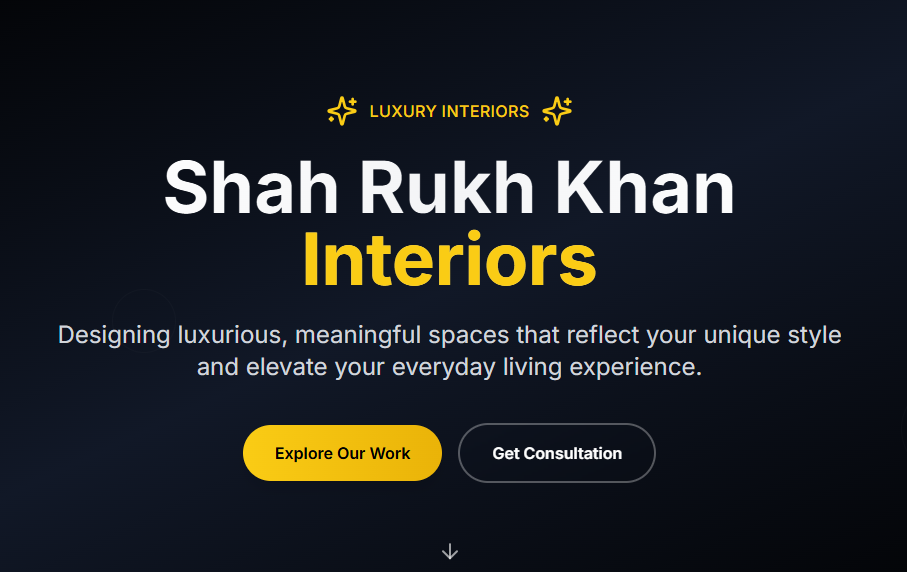 LUXURY INTERIORS
Shah Rukh Khan
Interiors
Designing luxurious, meaningful spaces that reflect your unique style
and elevate your everyday living experience.
Explore Our Work
Get Consultation